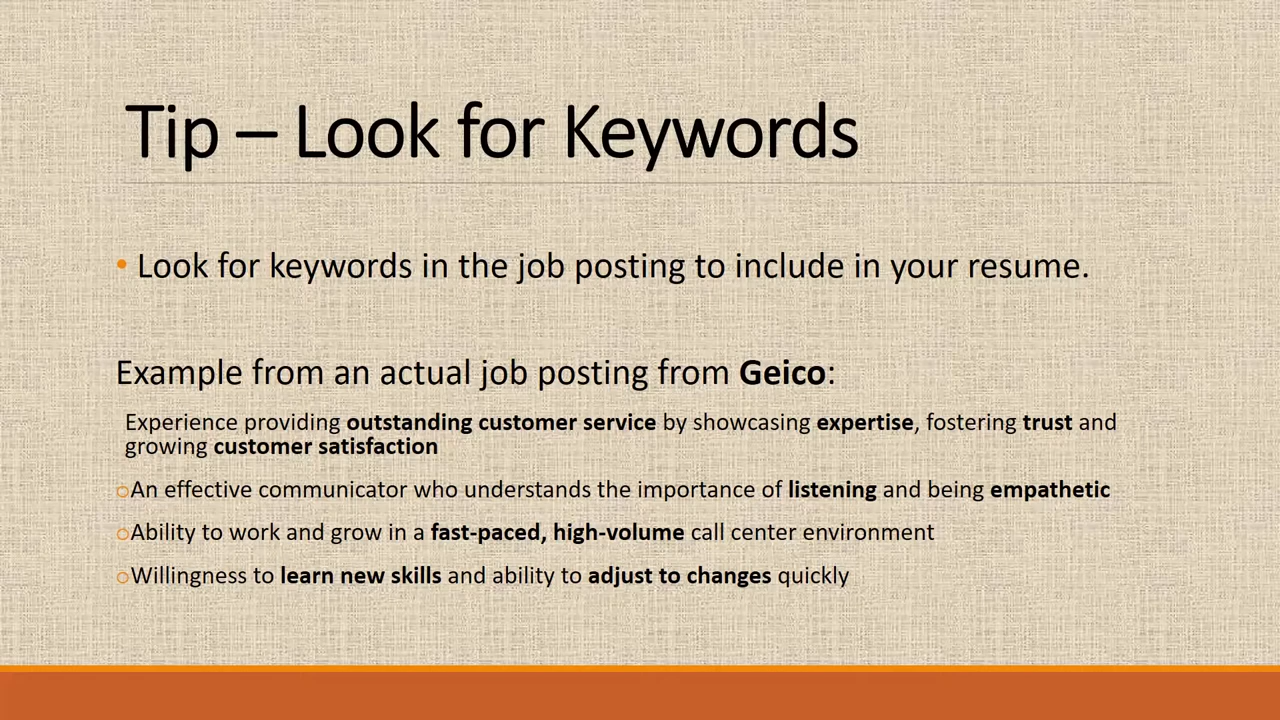 Tip – Look for Keywords
• Look for keywords in the job posting to include in your resume.
Example from an actual job posting from Geico:
Experience providing outstanding customer service by showcasing expertise, fostering trust and
growing customer satisfaction
oAn effective communicator who understands the importance of listening and being empathetic
oAbility to work and grow in a fast-paced, high-volume call center environment
oWillingness to learn new skills and ability to adjust to changes quickly